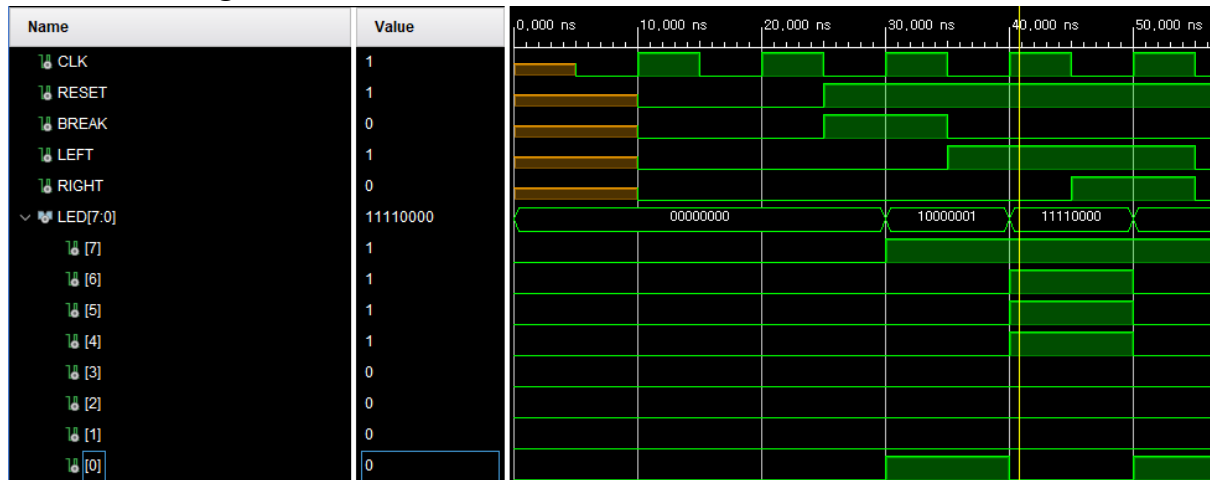 Name Value 0,000 ns 10,000 ns 20,000 ns 30,000 ns 40,000 ns 50,000 ns
CLK 1
RESET 1
BREAK 0
LEFT 1
RIGHT 0
LED[7:0] 11110000 00000000 10000001 11110000
[7] 1
[6] 1
[5] 1
[4] 1
[3] 0
[2] 0
[1] 0
[0] 0